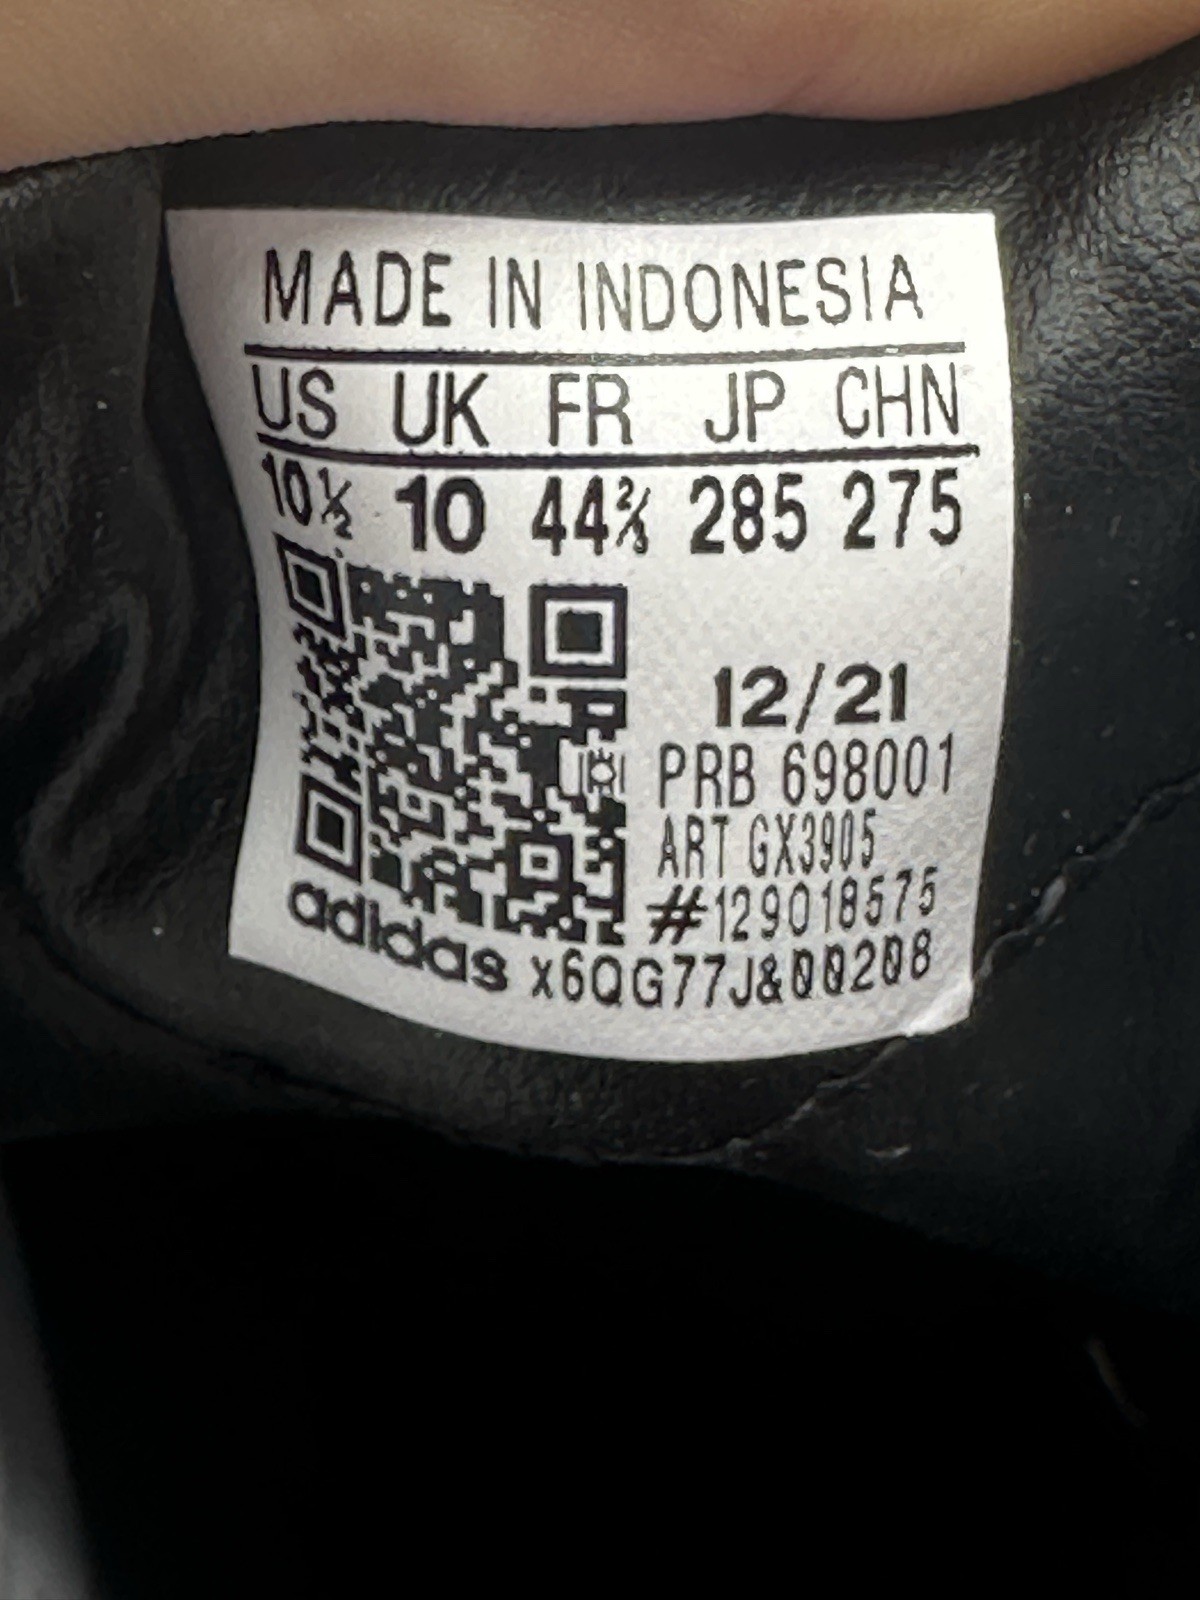 MADE IN INDONESIA
US UK FR JP CHN
10½ 10 44⅔ 285 275
12/21
PRB 698001
ART GX3905
#129018575
adidas X6QG77J&00208